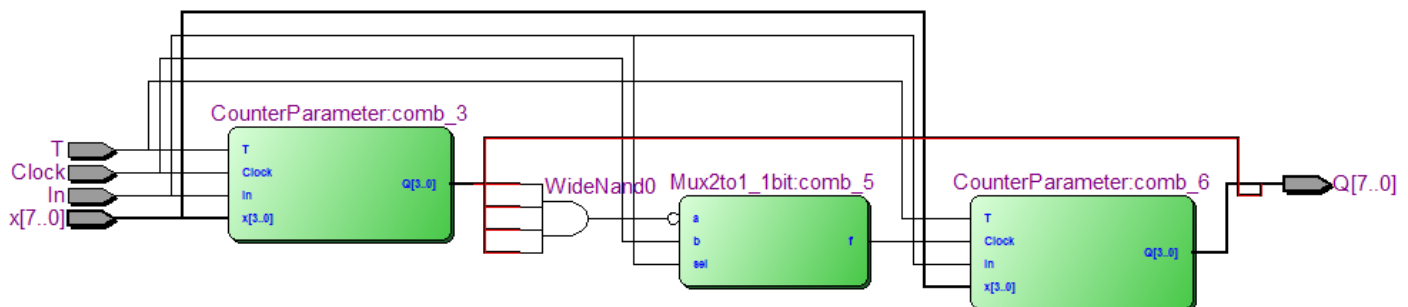 CounterParameter:comb_3
T
Clock
In
x[7..0]
T
Clock
In
x[3..0]
Q[3..0]
WideNand0
Mux2to1_1bit:comb_5
a
b
sel
f
CounterParameter:comb_6
T
Clock
In
x[3..0]
Q[3..0]
Q[7..0]